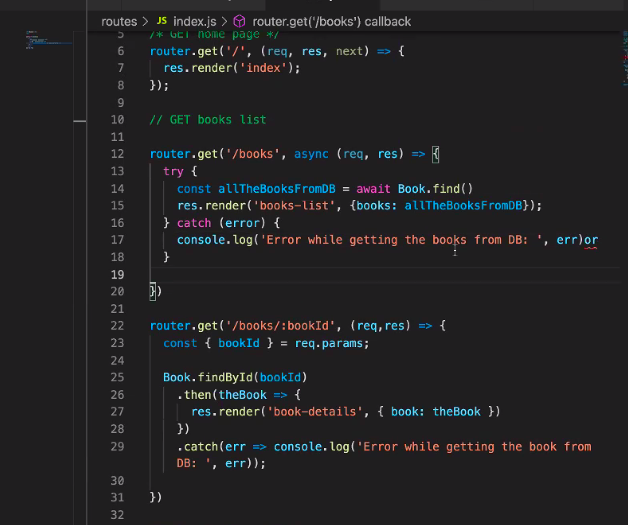 routes > JS index.js > router.get('/books') callback
5 /* GET home page */
6 router.get('/', (req, res, next) => {
7 res.render('index');
8 });
9
10 // GET books list
11
12 router.get('/books', async (req, res) => {
13 try {
14 const allTheBooksFromDB = await Book.find()
15 res.render('books-list', {books: allTheBooksFromDB});
16 } catch (error) {
17 console.log('Error while getting the books from DB: ', err)or
18 }
19
20 })
21
22 router.get('/books/:bookId', (req,res) => {
23 const { bookId } = req.params;
24
25 Book.findById(bookId)
26 .then(theBook => {
27 res.render('book-details', { book: theBook })
28 })
29 .catch(err => console.log('Error while getting the book from
DB: ', err));
30
31 })
32